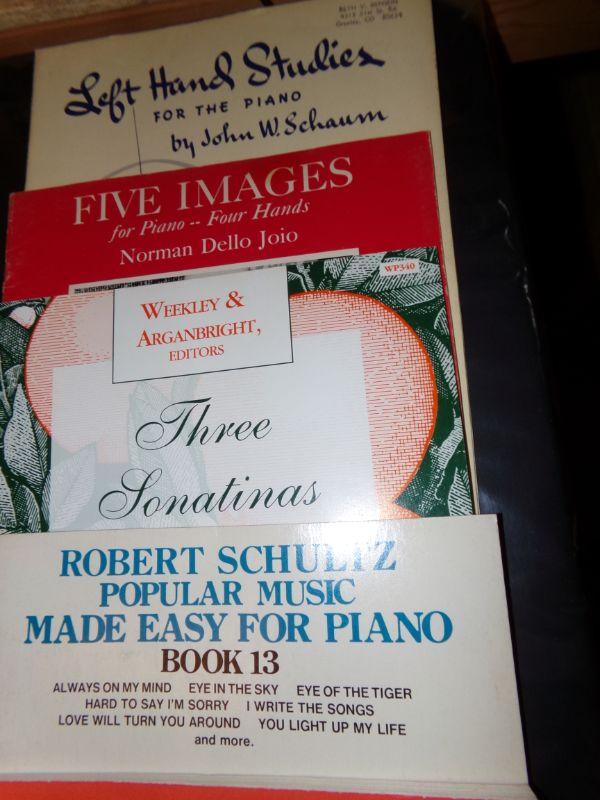 Left Hand Studies
FOR THE PIANO
by John W. Schaum
FIVE IMAGES
for Piano -- Four Hands
Norman Dello Joio
WP340
WEEKLEY &
ARGANBRIGHT,
EDITORS
Three
Sonatinas
ROBERT SCHULTZ
POPULAR MUSIC
MADE EASY FOR PIANO
BOOK 13
ALWAYS ON MY MIND EYE IN THE SKY EYE OF THE TIGER
HARD TO SAY I'M SORRY I WRITE THE SONGS
LOVE WILL TURN YOU AROUND YOU LIGHT UP MY LIFE
and more.